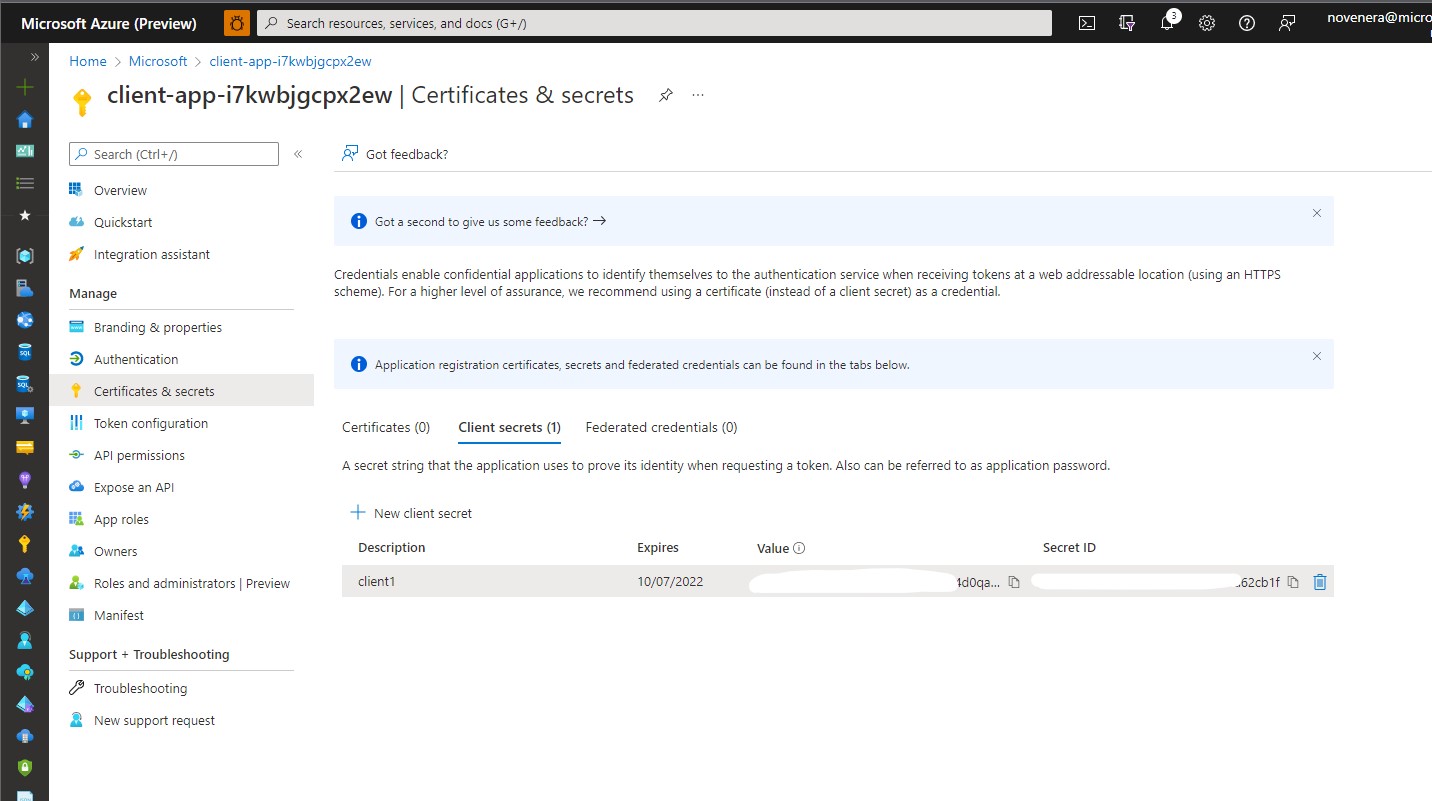 Microsoft Azure (Preview)
Search resources, services, and docs (G+/)
3
novenera@micro
Home > Microsoft > client-app-i7kwbjgcpx2ew
client-app-i7kwbjgcpx2ew | Certificates & secrets
Search (Ctrl+/)
Got feedback?
Overview
Quickstart
Integration assistant
Manage
Branding & properties
Authentication
Certificates & secrets
Token configuration
API permissions
Expose an API
App roles
Owners
Roles and administrators | Preview
Manifest
Support + Troubleshooting
Troubleshooting
New support request
Got a second to give us some feedback?
Credentials enable confidential applications to identify themselves to the authentication service when receiving tokens at a web addressable location (using an HTTPS
scheme). For a higher level of assurance, we recommend using a certificate (instead of a client secret) as a credential.
Application registration certificates, secrets and federated credentials can be found in the tabs below.
Certificates (0) Client secrets (1) Federated credentials (0)
A secret string that the application uses to prove its identity when requesting a token. Also can be referred to as application password.
New client secret
Description Expires Value Secret ID
client1 10/07/2022 4d0qa... 62cb1f